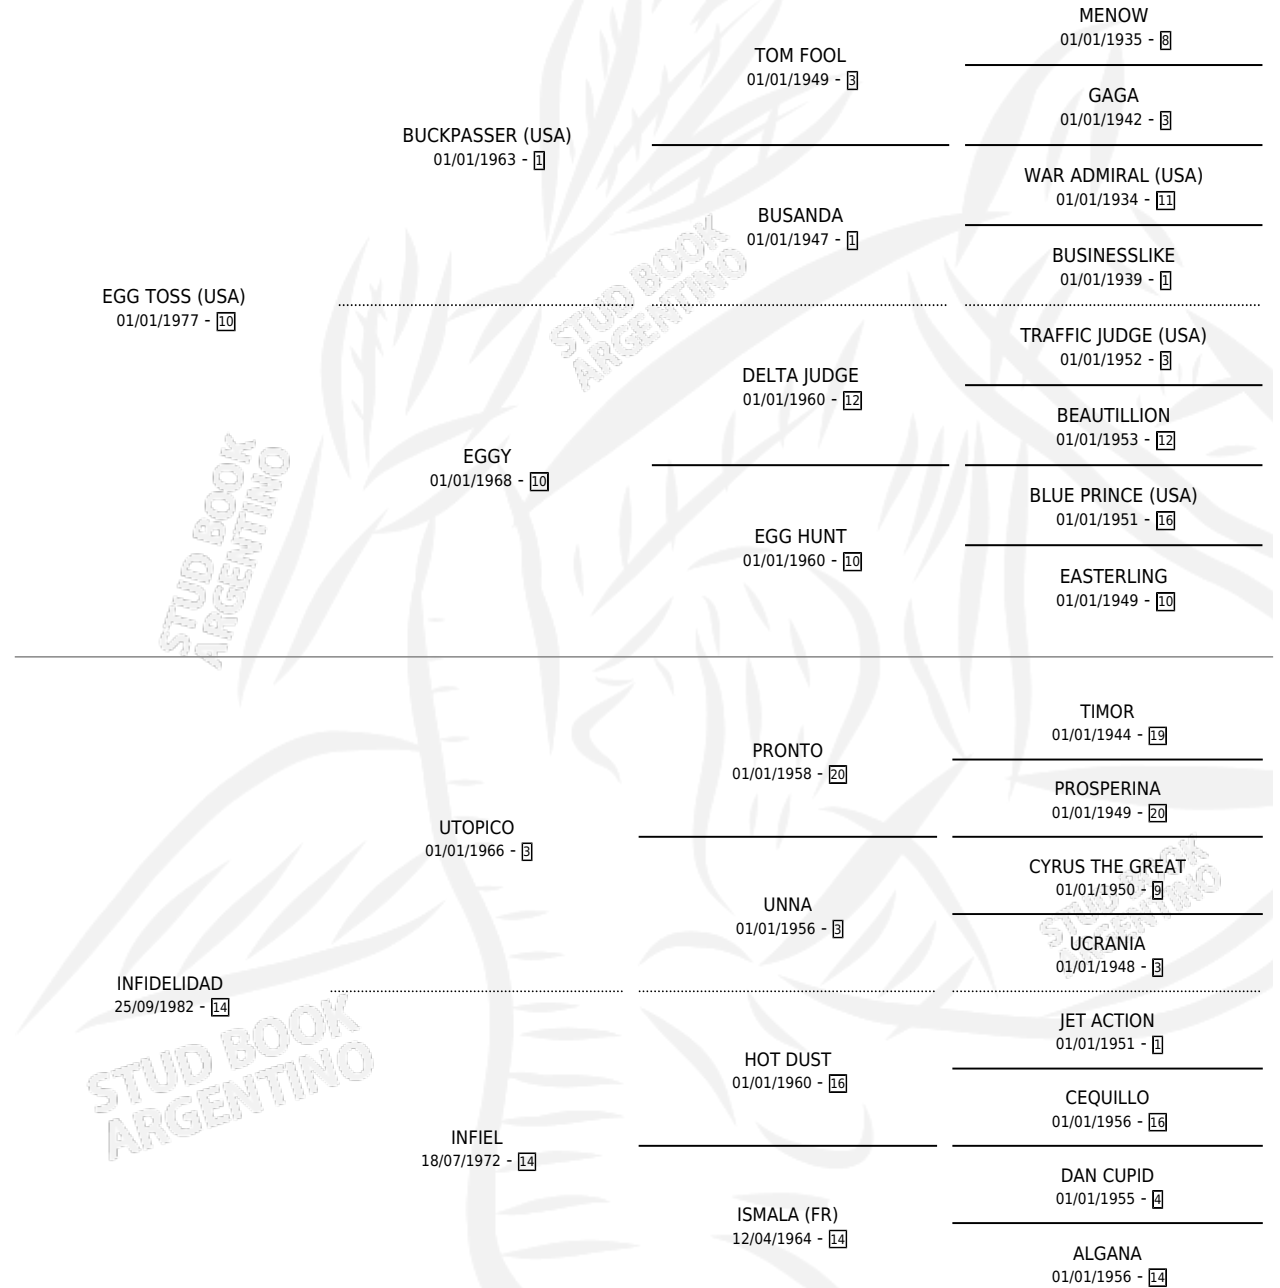 MENOW
01/01/1935 - 8
TOM FOOL
01/01/1949 - 3
GAGA
01/01/1942 - 3
BUCKPASSER (USA)
01/01/1963 - 1
WAR ADMIRAL (USA)
01/01/1934 - 11
BUSANDA
01/01/1947 - 1
BUSINESSLIKE
01/01/1939 - 1
EGG TOSS (USA)
01/01/1977 - 10
TRAFFIC JUDGE (USA)
01/01/1952 - 3
DELTA JUDGE
01/01/1960 - 12
BEAUTILLION
01/01/1953 - 12
EGGY
01/01/1968 - 10
BLUE PRINCE (USA)
01/01/1951 - 16
EGG HUNT
01/01/1960 - 10
EASTERLING
01/01/1949 - 10
TIMOR
01/01/1944 - 19
PRONTO
01/01/1958 - 20
PROSPERINA
01/01/1949 - 20
UTOPICO
01/01/1966 - 3
CYRUS THE GREAT
01/01/1950 - 9
UNNA
01/01/1956 - 3
UCRANIA
01/01/1948 - 3
INFIDELIDAD
25/09/1982 - 14
JET ACTION
01/01/1951 - 1
HOT DUST
01/01/1960 - 16
CEQUILLO
01/01/1956 - 16
INFIEL
18/07/1972 - 14
DAN CUPID
01/01/1955 - 4
ISMALA (FR)
12/04/1964 - 14
ALGANA
01/01/1956 - 14
STUD BOOK
ARGENTINO
STUD BOOK
ARGENTINO
STUD BOOK
ARGENTINO
STUD BOOK
ARGENTINO